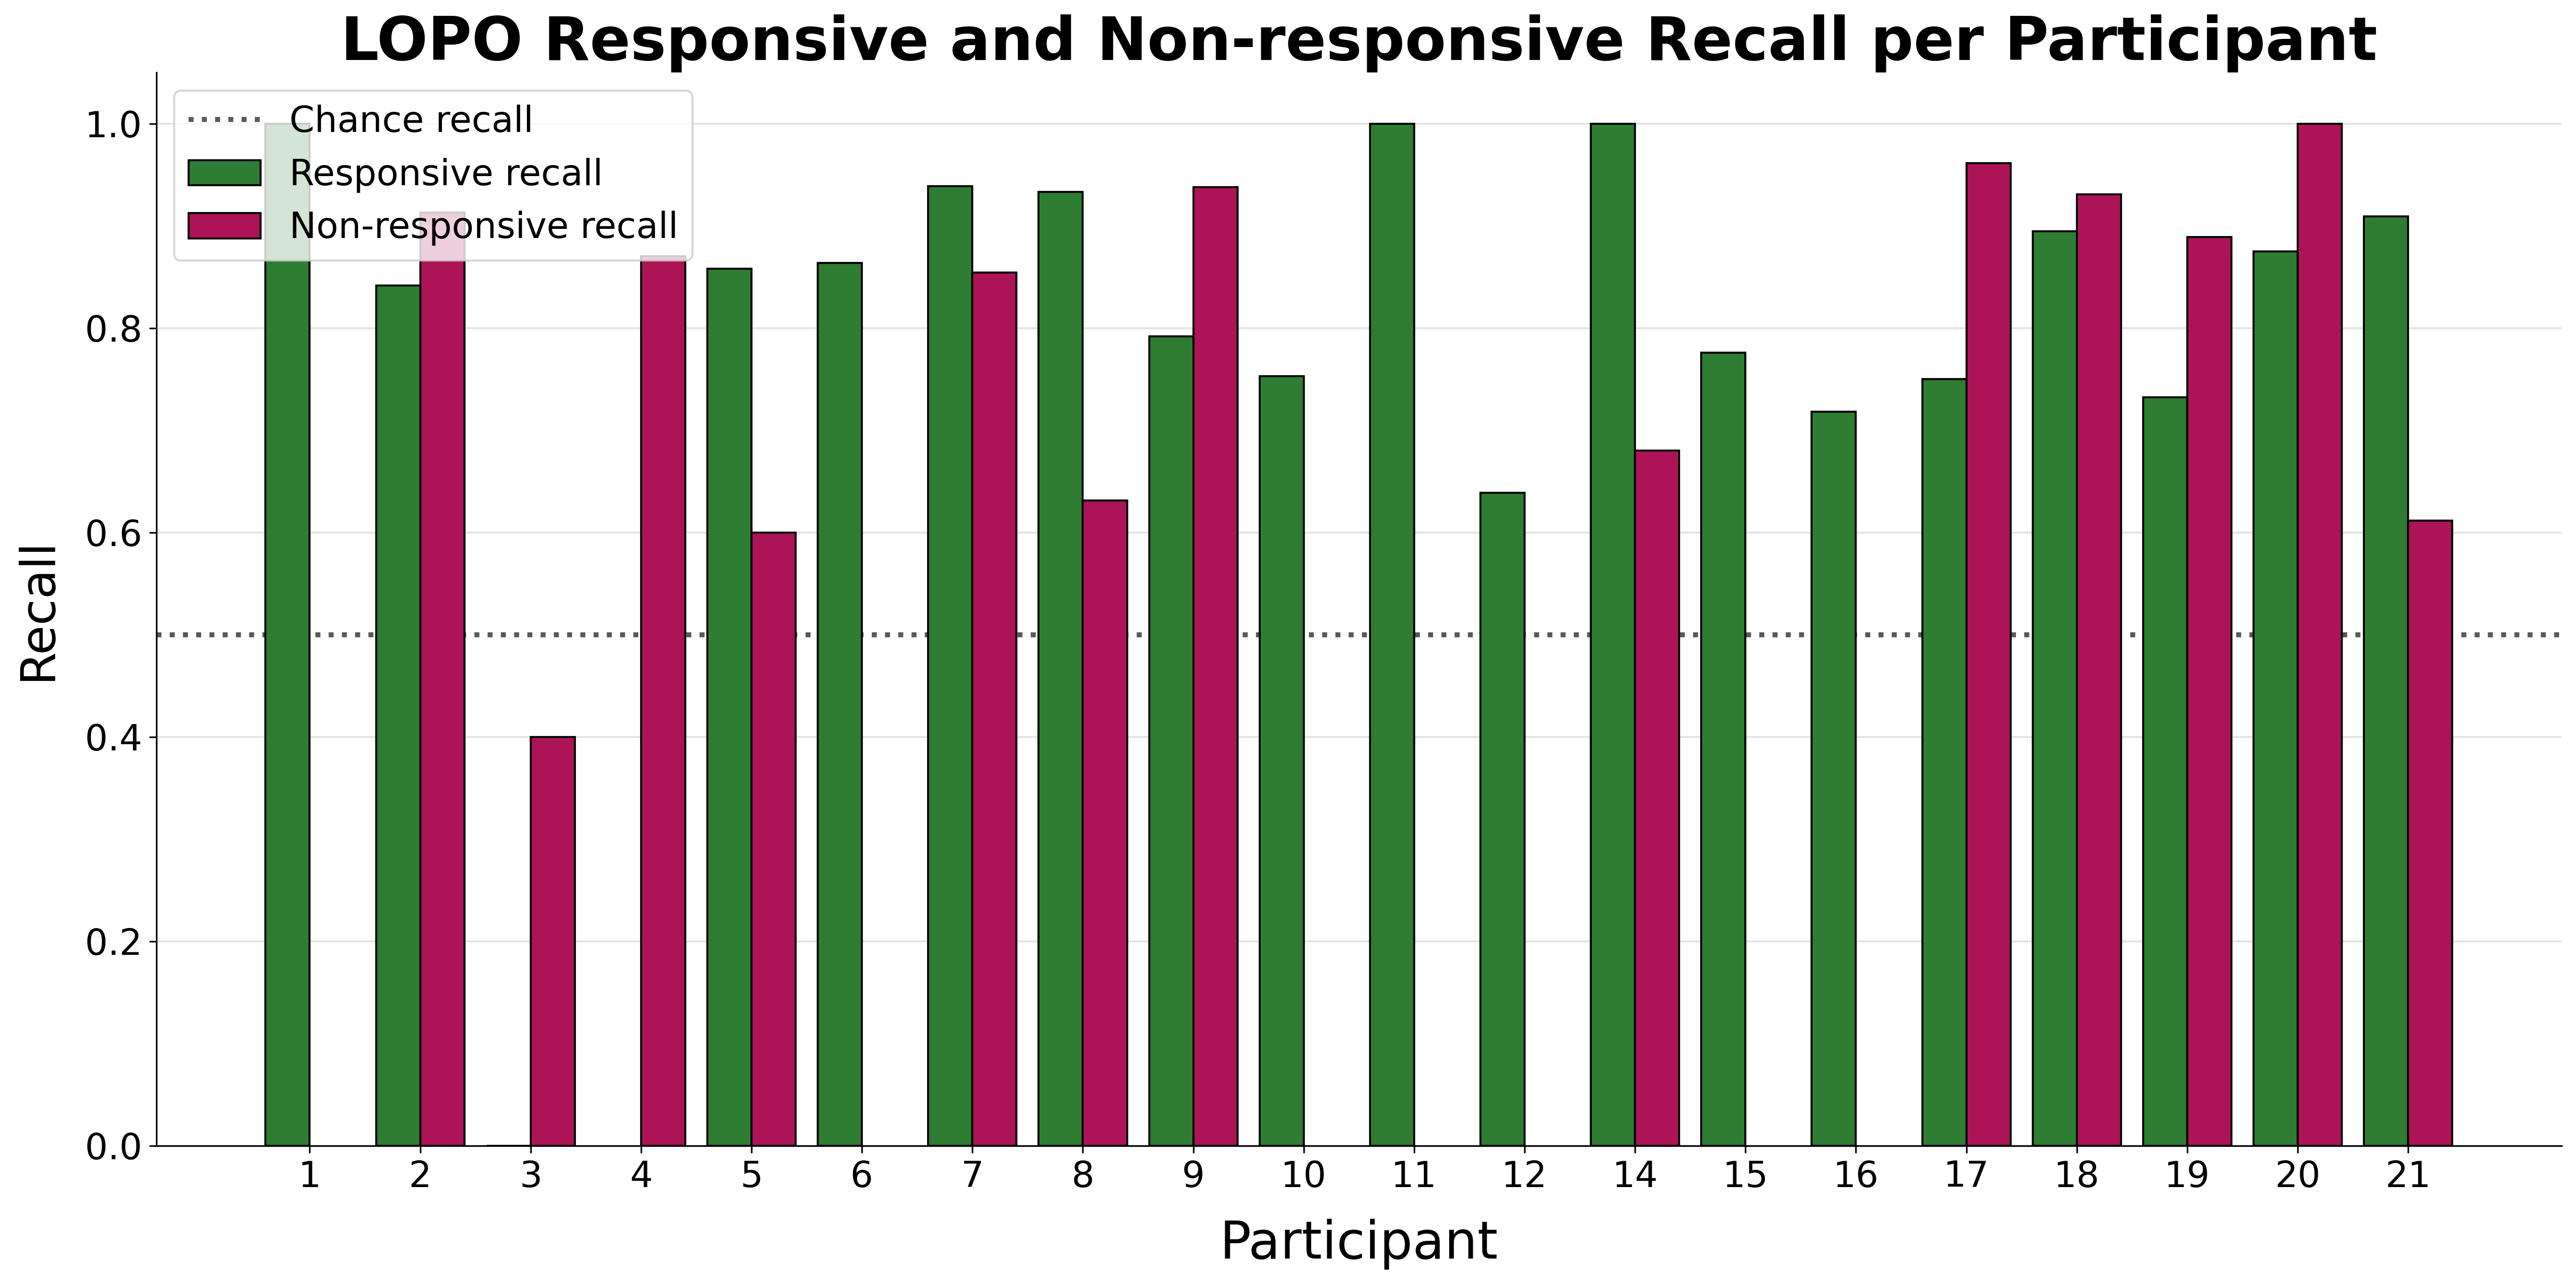 LOPO Responsive and Non-responsive Recall per Participant
Chance recall
Responsive recall
Non-responsive recall
1.0
0.8
0.6
0.4
0.2
0.0
Recall
1 2 3 4 5 6 7 8 9 10 11 12 14 15 16 17 18 19 20 21
Participant